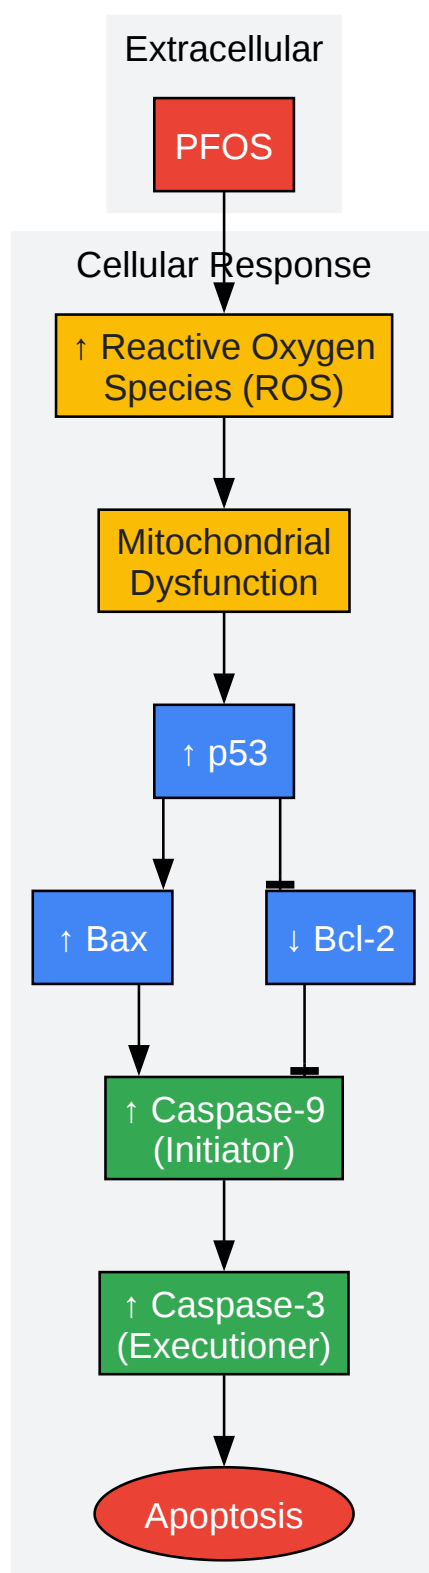 Extracellular
PFOS
Cellular Response
↑ Reactive Oxygen
Species (ROS)
Mitochondrial
Dysfunction
↑ p53
↑ Bax
↓ Bcl-2
↑ Caspase-9
(Initiator)
↑ Caspase-3
(Executioner)
Apoptosis